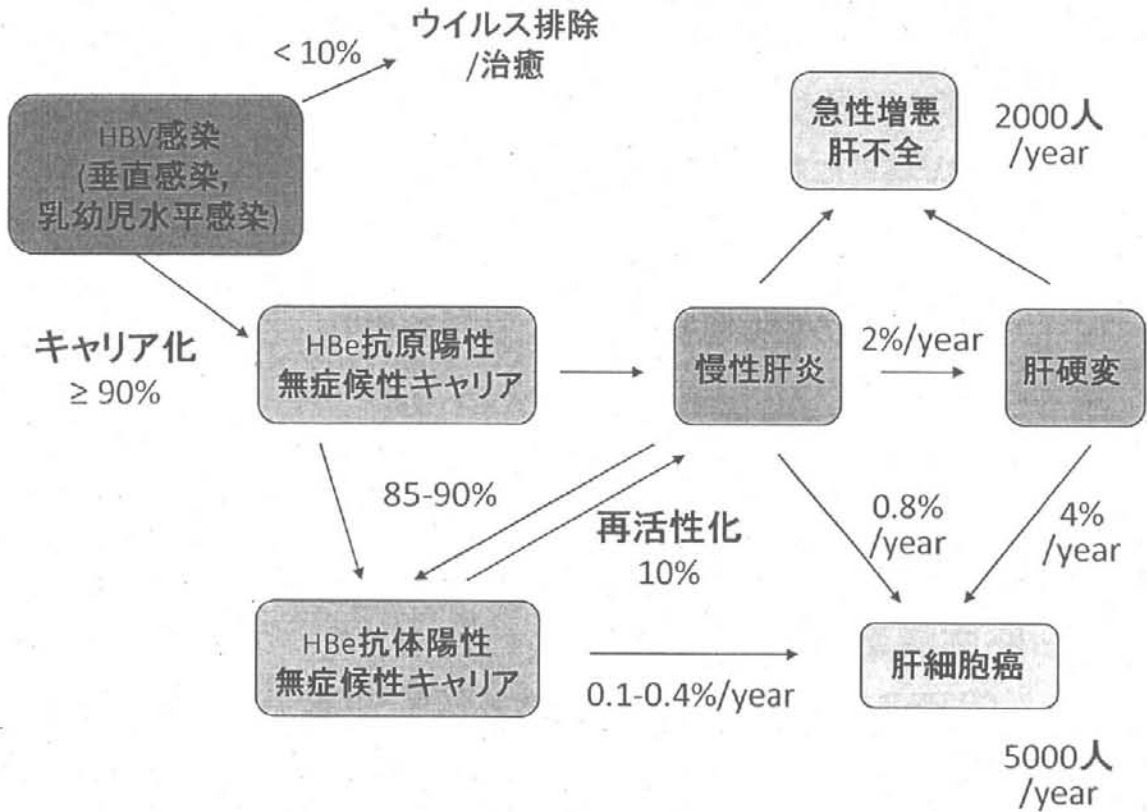 ウイルス排除
/治癒
< 10%
HBV感染
(垂直感染,
乳幼児水平感染)
急性増悪
肝不全
2000人
/year
キャリア化
≥ 90%
HBe抗原陽性
無症候性キャリア
慢性肝炎
2%/year
肝硬変
85-90%
再活性化
10%
0.8%
/year
4%
/year
HBe抗体陽性
無症候性キャリア
0.1-0.4%/year
肝細胞癌
5000人
/year